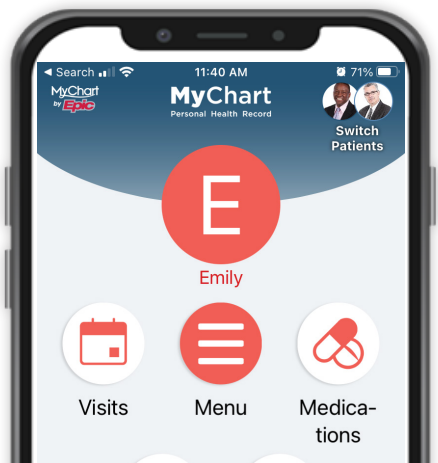 Search
11:40 AM
71%
MyChart
by Epic
MyChart
Personal Health Record
Switch
Patients
E
Emily
Visits
Menu
Medica-
tions